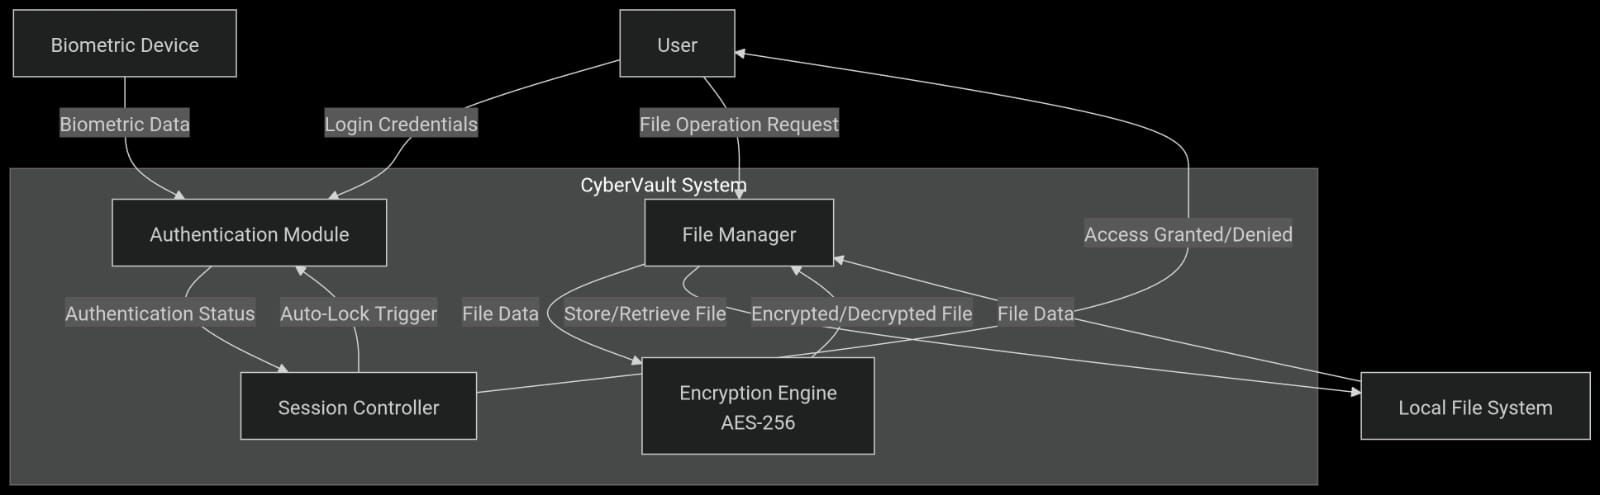 Biometric Device
User
Biometric Data
Login Credentials
File Operation Request
CyberVault System
Authentication Module
File Manager
Access Granted/Denied
Authentication Status
Auto-Lock Trigger
File Data
Store/Retrieve File
Encrypted/Decrypted File
File Data
Session Controller
Encryption Engine
AES-256
Local File System